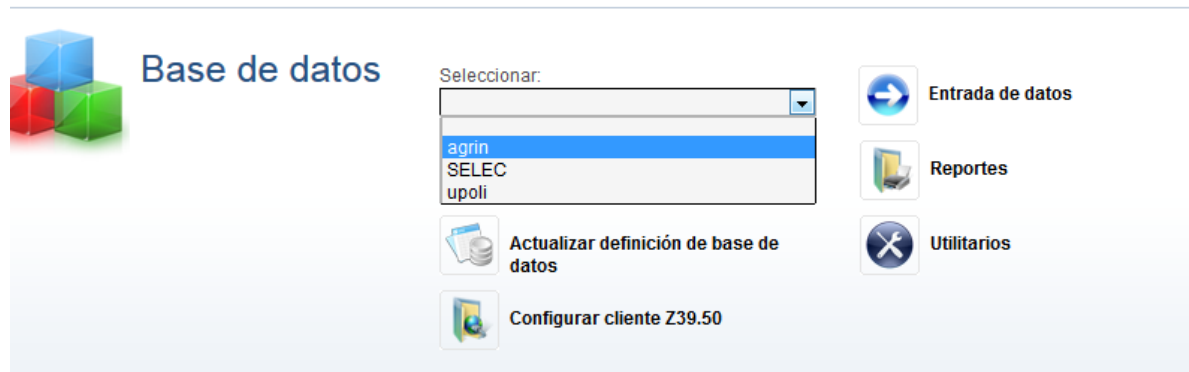 Base de datos
Seleccionar:
agrin
SELEC
upoli
Actualizar definición de base de
datos
Configurar cliente Z39.50
Entrada de datos
Reportes
Utilitarios